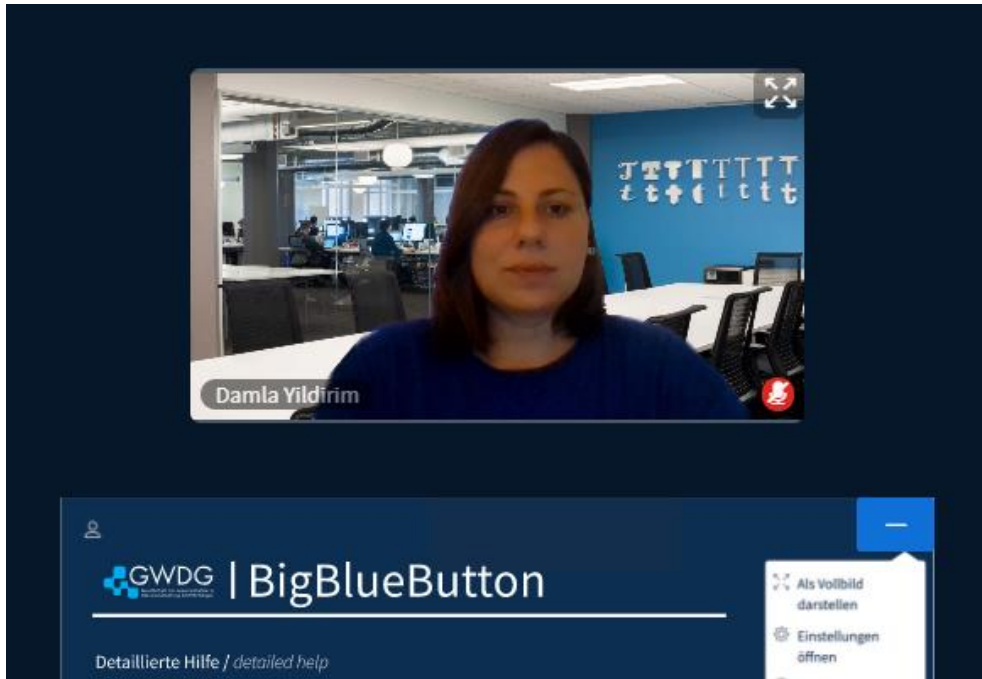 T T T T T T T T T
t t t t t t t t
Damla Yildirim
GWDG | BigBlueButton
Als Vollbild
darstellen
Einstellungen
öffnen
Detaillierte Hilfe / detailed help